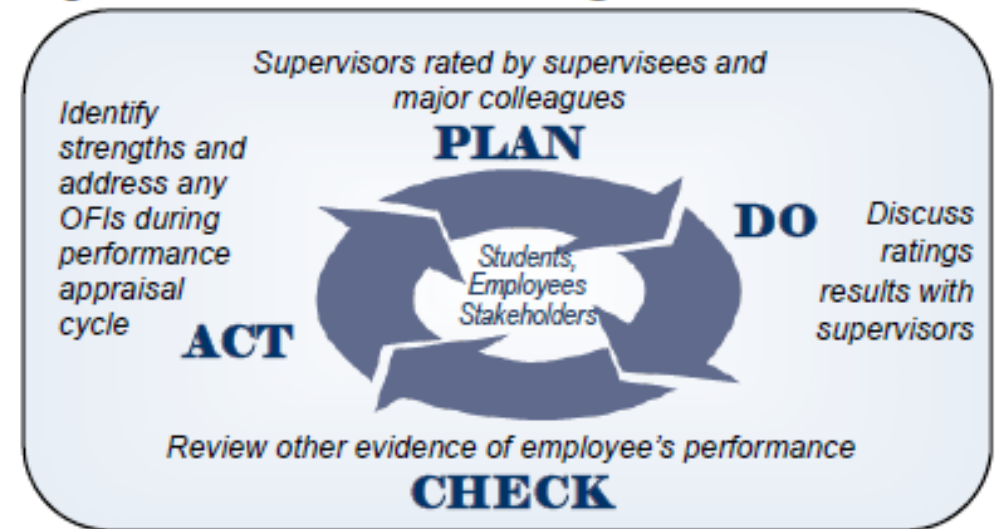 Supervisors rated by supervisees and
major colleagues
PLAN
Identify
strengths and
address any
OFIs during
performance
appraisal
cycle
ACT
DO
Discuss
ratings
results with
supervisors
Students,
Employees
Stakeholders
Review other evidence of employee's performance
CHECK